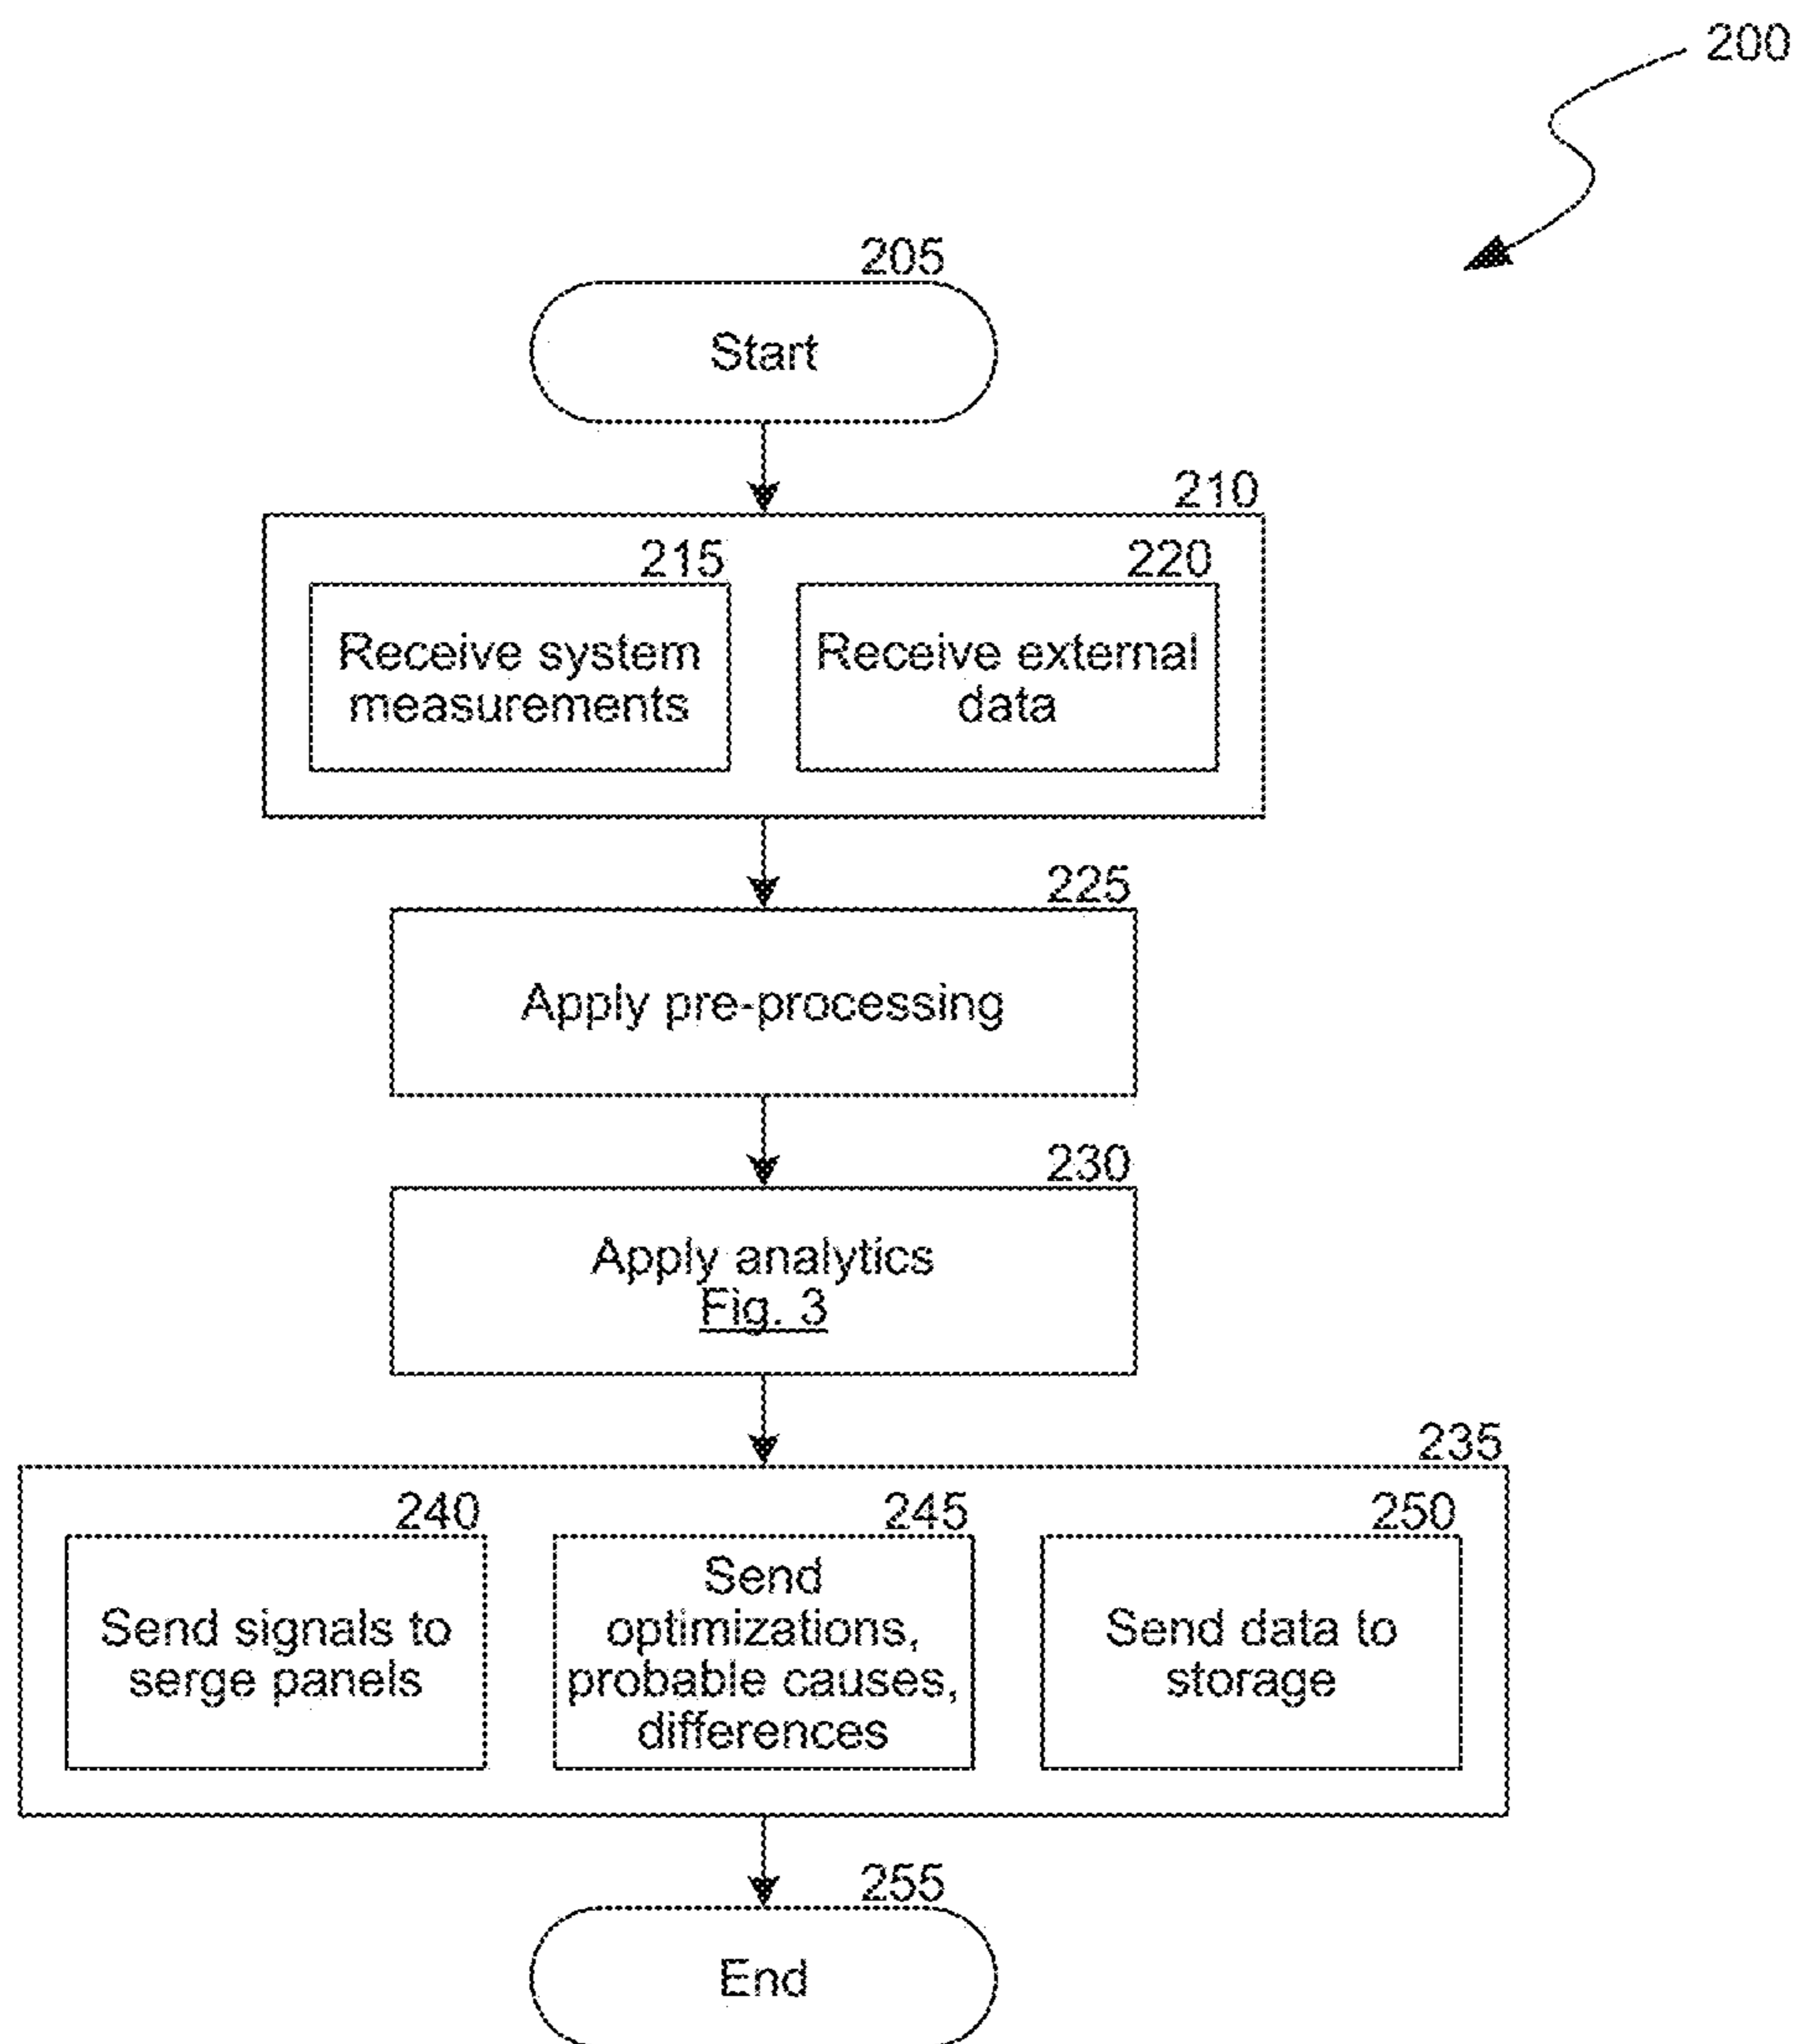 200
205
Start
210
215
220
Receive system
measurements
Receive external
data
225
Apply pre-processing
230
Apply analytics
Fig. 3
235
240
245
250
Send signals to
serge panels
Send
optimizations,
probable causes,
differences
Send data to
storage
255
End